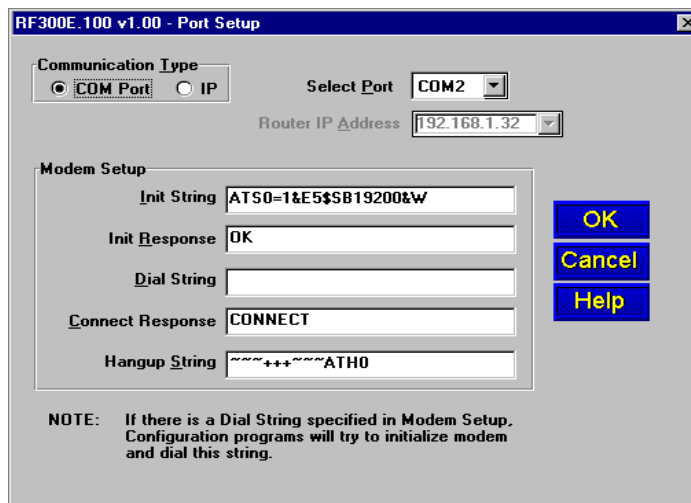 RF300E.100 v1.00 - Port Setup
Communication Type
COM Port IP
Select Port COM2
Router IP Address 192.168.1.32
Modem Setup
Init String ATS0=1&E5$SB19200&W
Init Response OK
Dial String
Connect Response CONNECT
Hangup String ~~~+++~~~ATH0
OK
Cancel
Help
NOTE: If there is a Dial String specified in Modem Setup,
Configuration programs will try to initialize modem
and dial this string.